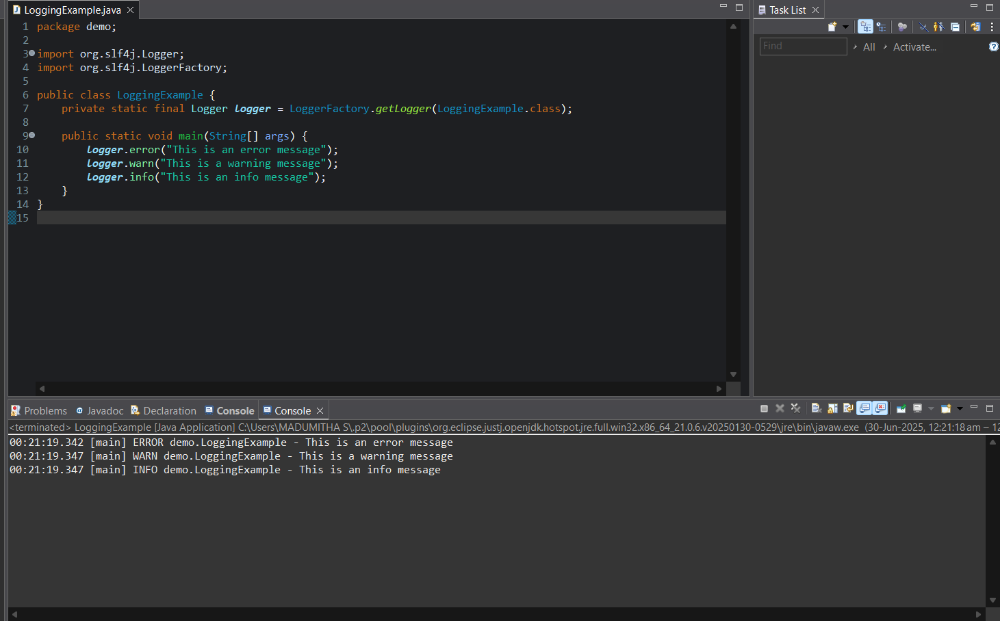 LoggingExample.java
Task List
1 package demo;
2
3 import org.slf4j.Logger;
4 import org.slf4j.LoggerFactory;
5
6 public class LoggingExample {
7     private static final Logger logger = LoggerFactory.getLogger(LoggingExample.class);
8
9     public static void main(String[] args) {
10         logger.error("This is an error message");
11         logger.warn("This is a warning message");
12         logger.info("This is an info message");
13     }
14 }
15
Find
All
Activate...
Problems Javadoc Declaration Console Console
<terminated> LoggingExample [Java Application] C:\Users\MADUMITHA S\.p2\pool\plugins\org.eclipse.justj.openjdk.hotspot.jre.full.win32.x86_64_21.0.6.v20250130-0529\jre\bin\javaw.exe (30-Jun-2025, 12:21:18 am – 12
00:21:19.342 [main] ERROR demo.LoggingExample - This is an error message
00:21:19.347 [main] WARN demo.LoggingExample - This is a warning message
00:21:19.347 [main] INFO demo.LoggingExample - This is an info message